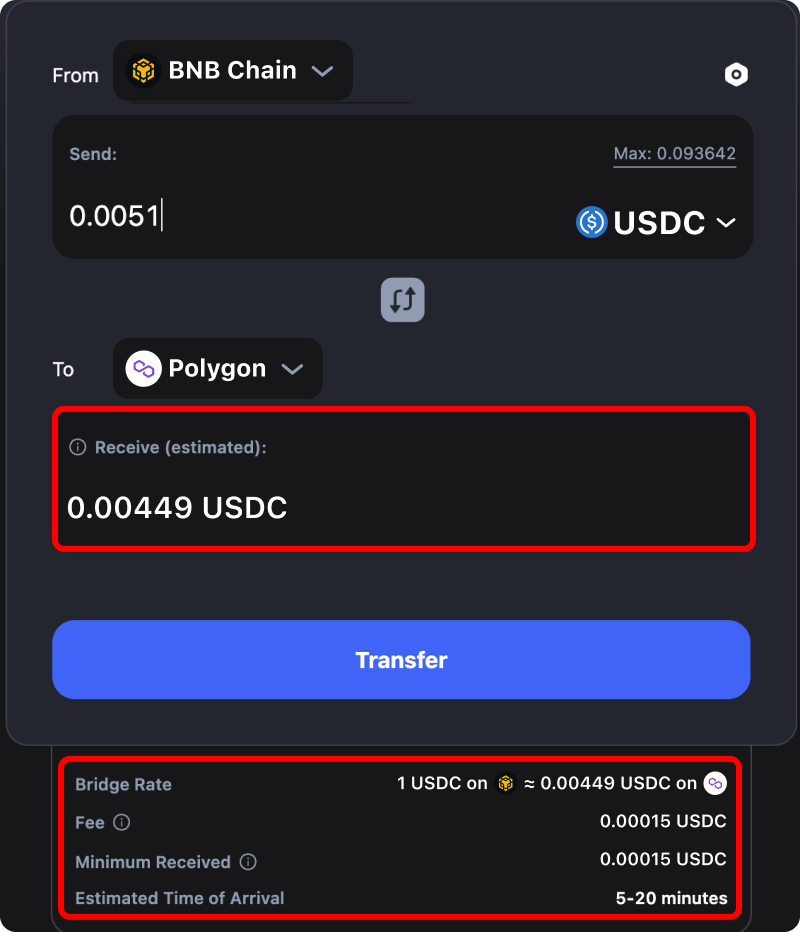 From BNB Chain
Send: Max: 0.093642
0.0051 USDC
To Polygon
Receive (estimated):
0.00449 USDC
Transfer
Bridge Rate 1 USDC on ≈ 0.00449 USDC on
Fee 0.00015 USDC
Minimum Received 0.00015 USDC
Estimated Time of Arrival 5-20 minutes